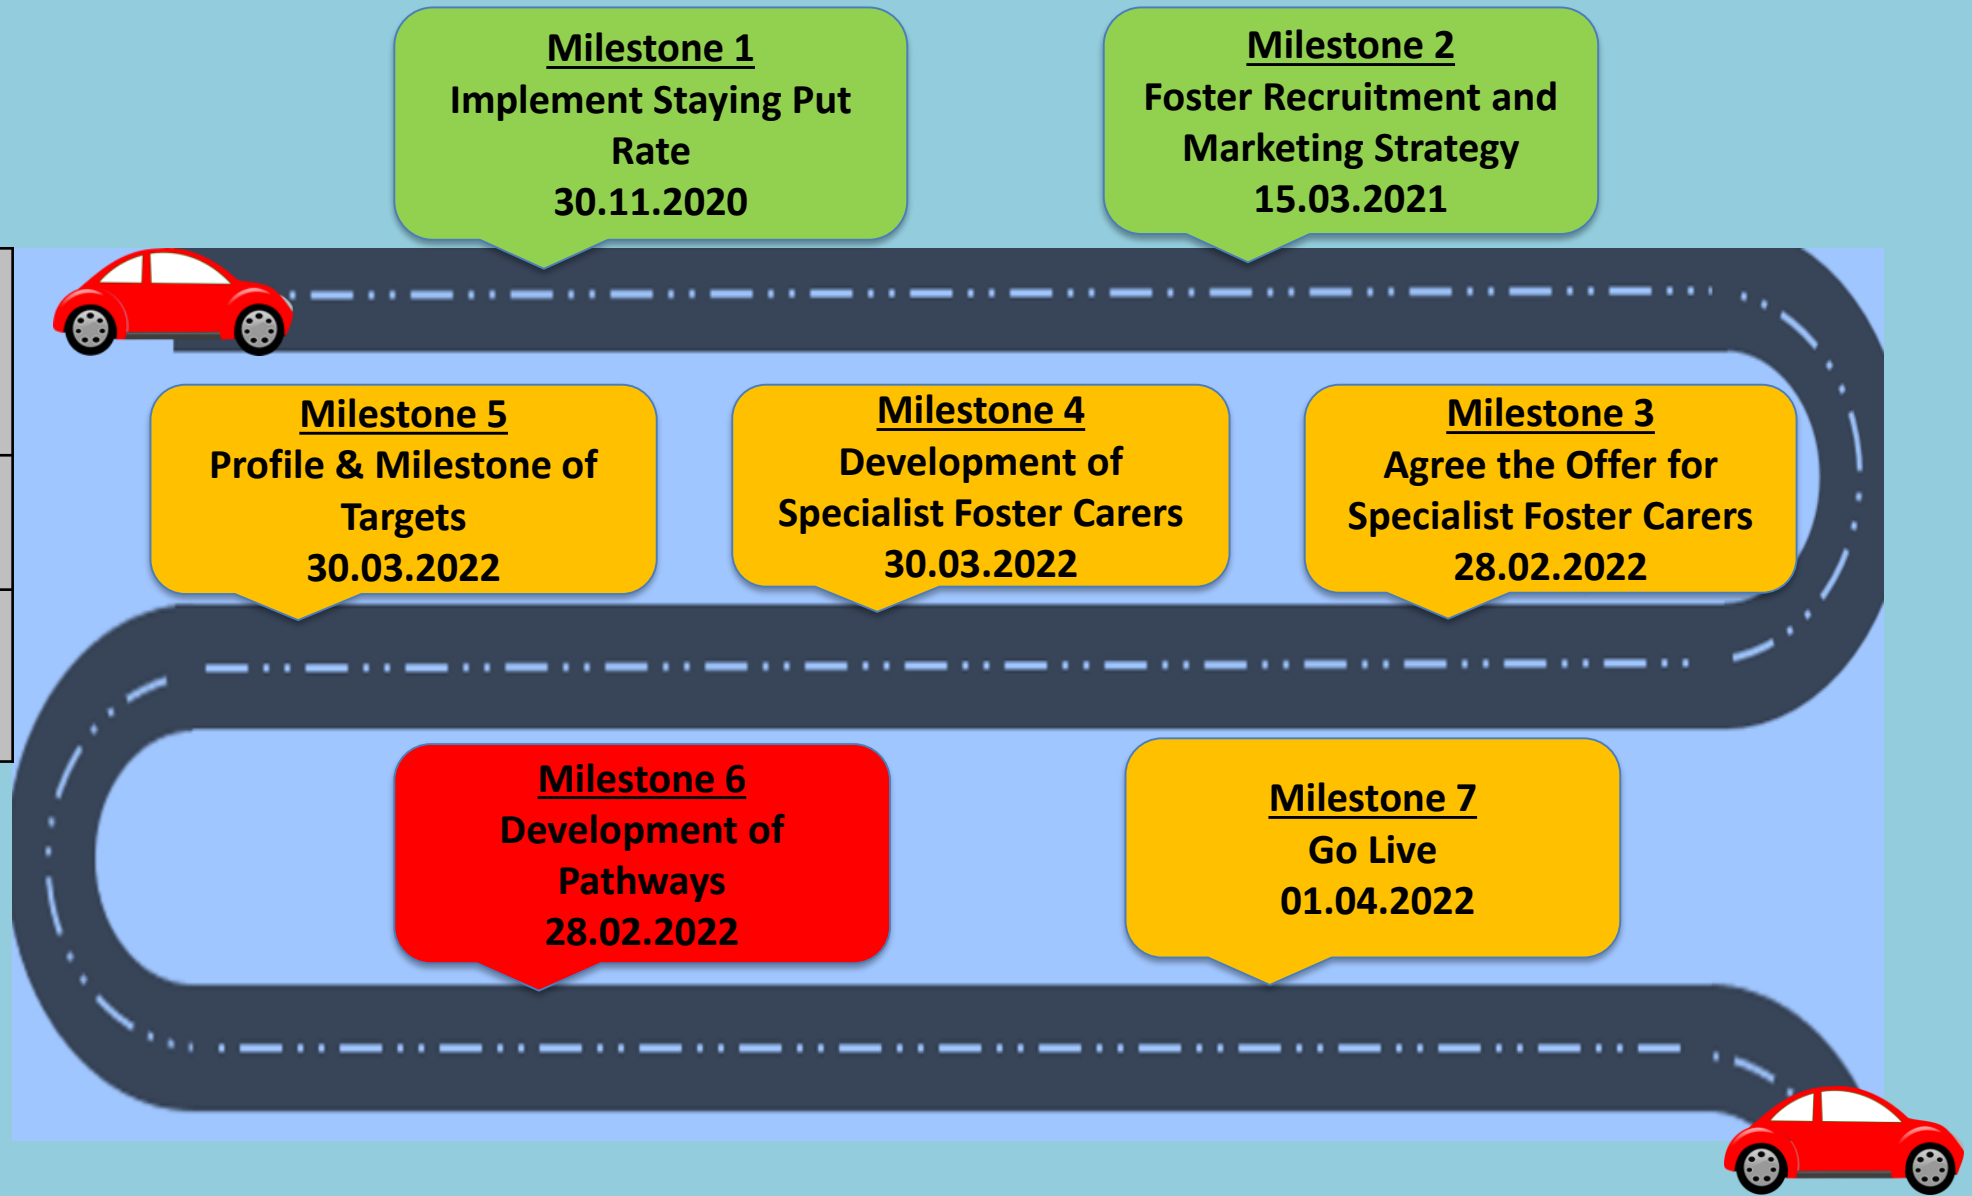 Milestone 1
Implement Staying Put
Rate
30.11.2020
Milestone 2
Foster Recruitment and
Marketing Strategy
15.03.2021
Milestone 3
Agree the Offer for
Specialist Foster Carers
28.02.2022
Milestone 4
Development of
Specialist Foster Carers
30.03.2022
Milestone 5
Profile & Milestone of
Targets
30.03.2022
Milestone 6
Development of
Pathways
28.02.2022
Milestone 7
Go Live
01.04.2022